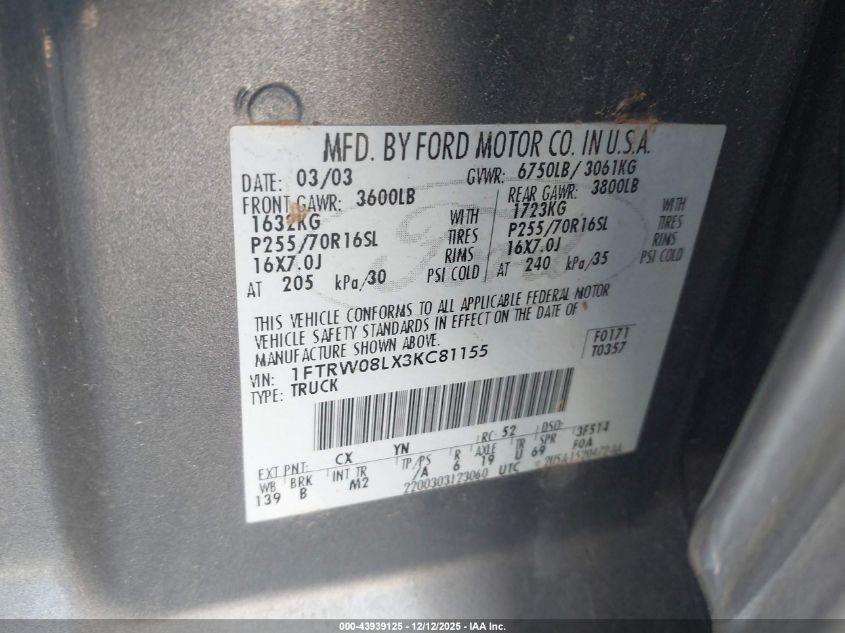 MFD. BY FORD MOTOR CO. IN U.S.A.
DATE: 03/03 GVWR: 6750LB/ 3061KG
FRONT GAWR: 3600LB REAR GAWR: 3800LB
1632KG WITH 1723KG WITH
P255/70R16SL TIRES P255/70R16SL TIRES
16X7.0J RIMS 16X7.0J RIMS
AT 205 kPa/30 PSI COLD AT 240 kPa/35 PSI COLD
Ford
THIS VEHICLE CONFORMS TO ALL APPLICABLE FEDERAL MOTOR
VEHICLE SAFETY STANDARDS IN EFFECT ON THE DATE OF
MANUFACTURE SHOWN ABOVE.
VIN: 1FTRW08LX3KC81155 F0171
TYPE: TRUCK T0357
EXT PNT: CX YN RC: 52 DSO: 3F514
WB BRK INT TR TP/PS R AXLE TR SPR F0A
139 B M2 /A 6 19 U 69
2200303123060 UTC
000-43939125 - 12/12/2025 - IAA Inc.